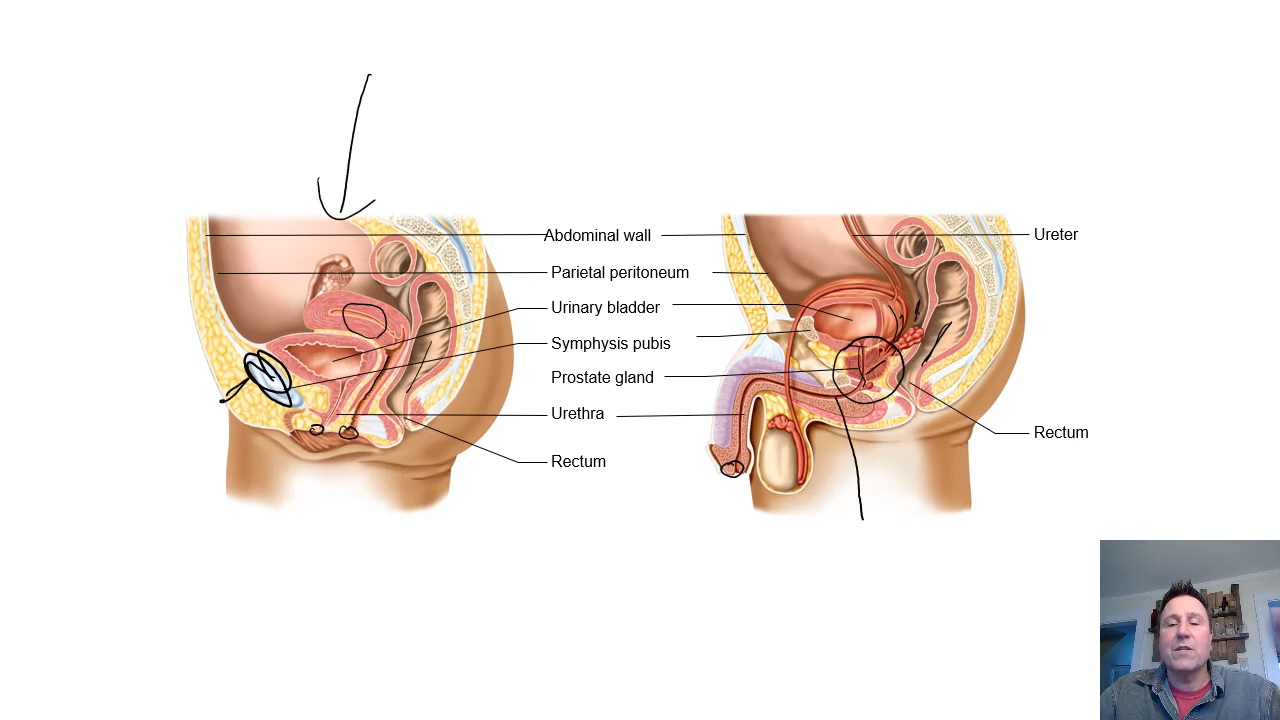 Abdominal wall
Parietal peritoneum
Urinary bladder
Symphysis pubis
Prostate gland
Urethra
Rectum
Ureter
Rectum